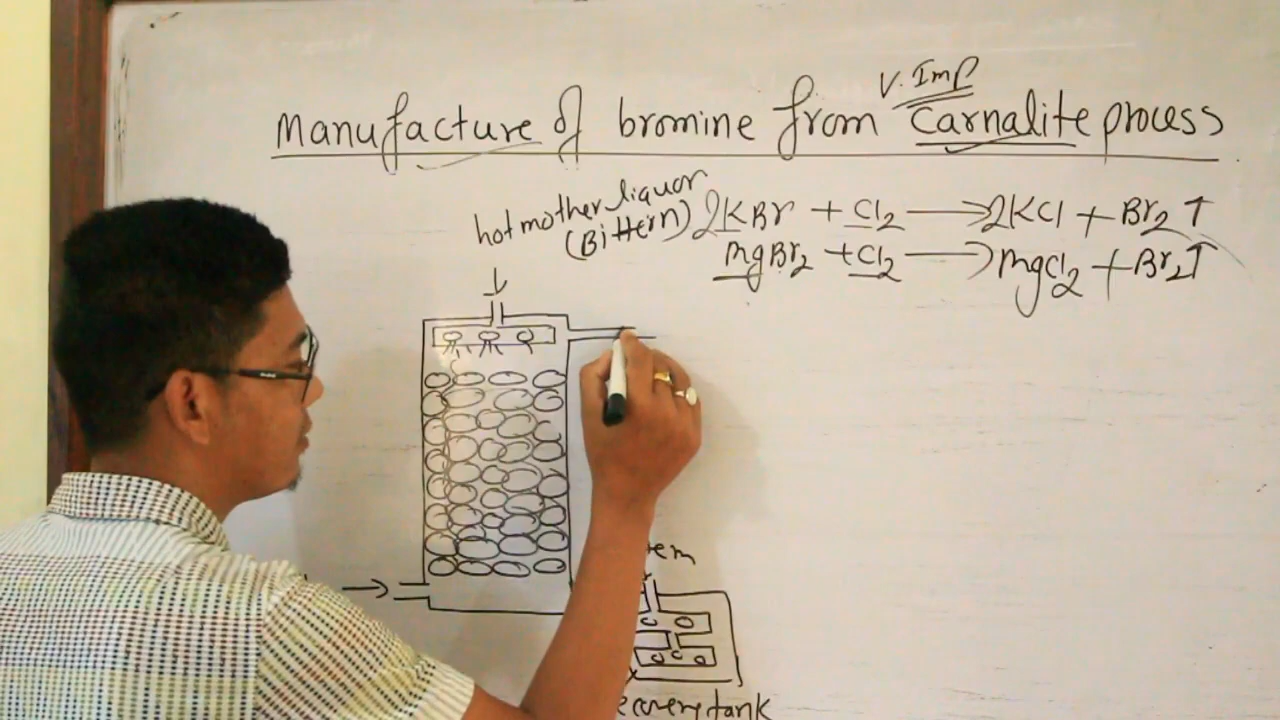 V. Imp
Manufacture of bromine from Carnalite process
hot mother liquor
(Bittern)
2KBr + Cl2 → 2KCl + Br2 ↑
MgBr2 + Cl2 → MgCl2 + Br2 ↑
tank